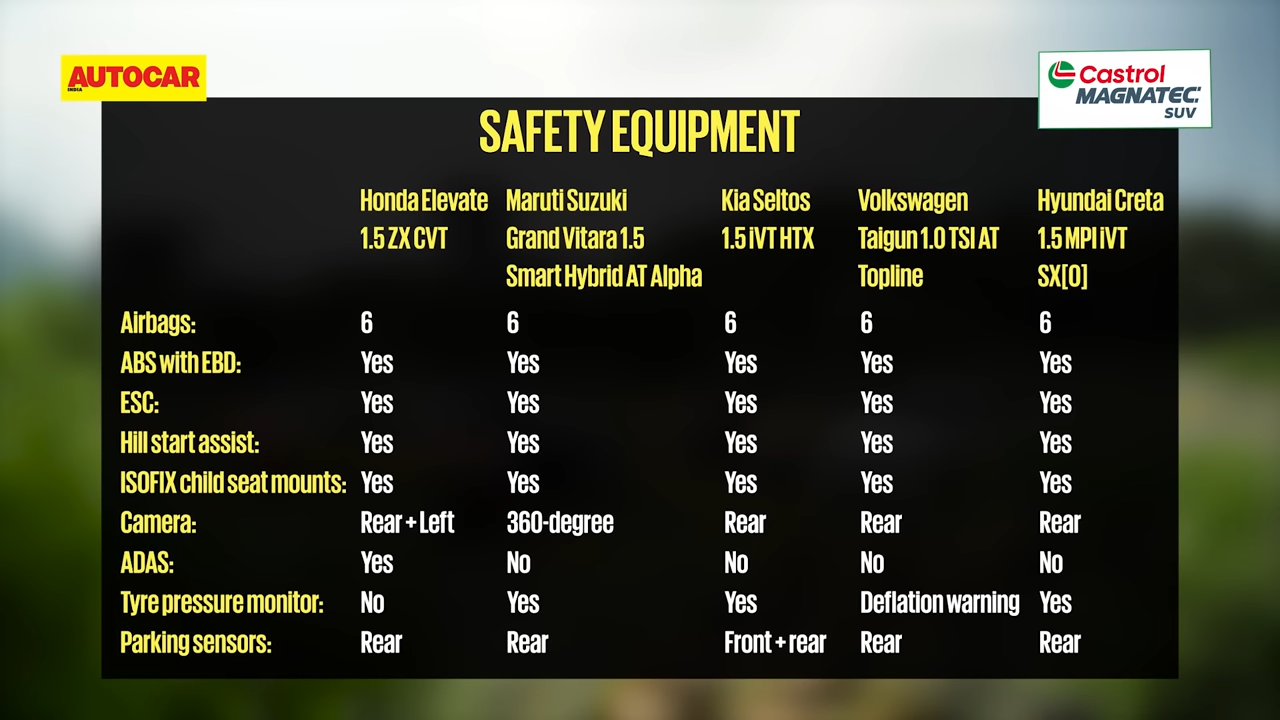 AUTOCAR
INDIA
Castrol
MAGNATEC
SUV
SAFETY EQUIPMENT
Honda Elevate Maruti Suzuki Kia Seltos Volkswagen Hyundai Creta
1.5 ZX CVT Grand Vitara 1.5 1.5 iVT HTX Taigun 1.0 TSI AT 1.5 MPI iVT
Smart Hybrid AT Alpha Topline SX[O]
Airbags: 6 6 6 6 6
ABS with EBD: Yes Yes Yes Yes Yes
ESC: Yes Yes Yes Yes Yes
Hill start assist: Yes Yes Yes Yes Yes
ISOFIX child seat mounts: Yes Yes Yes Yes Yes
Camera: Rear + Left 360-degree Rear Rear Rear
ADAS: Yes No No No No
Tyre pressure monitor: No Yes Yes Deflation warning Yes
Parking sensors: Rear Rear Front + rear Rear Rear